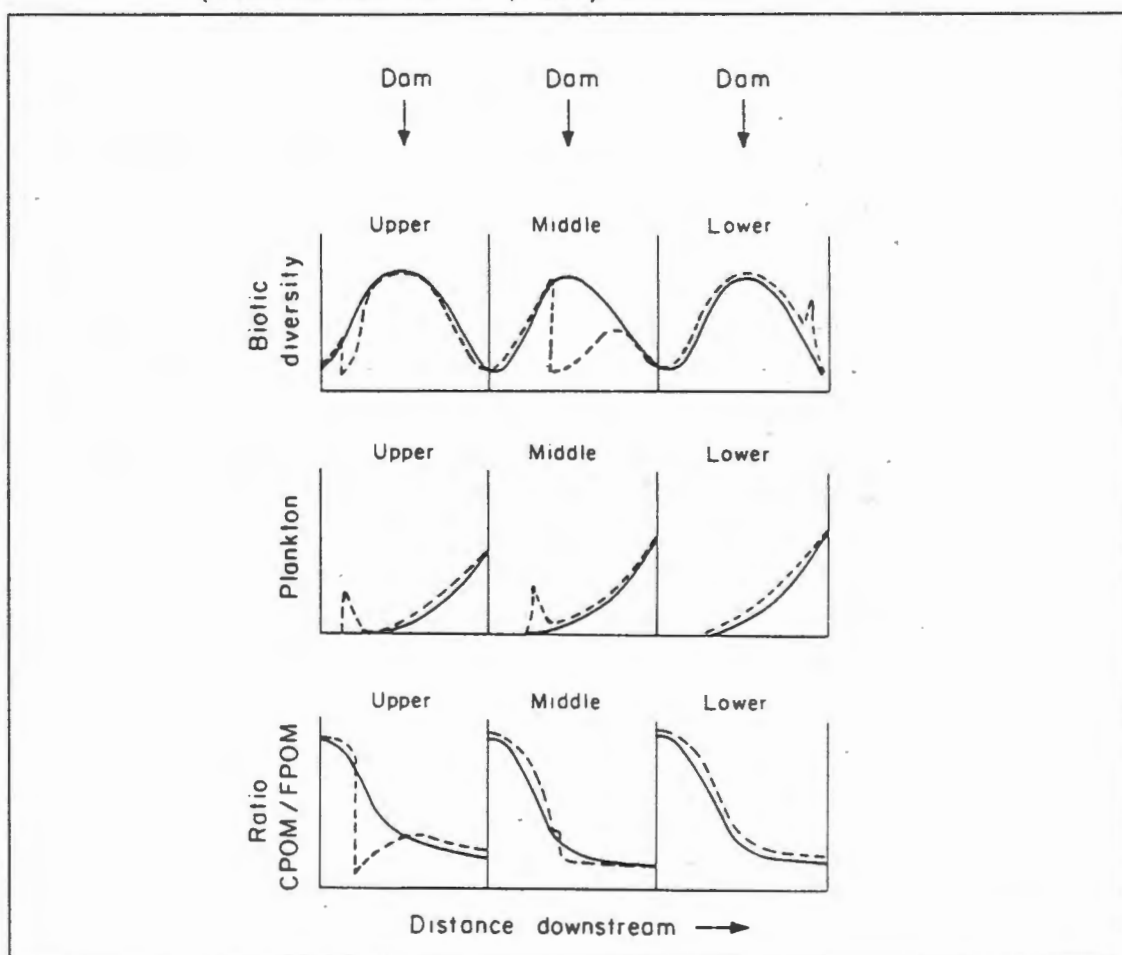 Dam Dam Dam
Upper Middle Lower
Biotic
diversity
Upper Middle Lower
Plankton
Upper Middle Lower
Ratio
CPOM / FPOM
Distance downstream